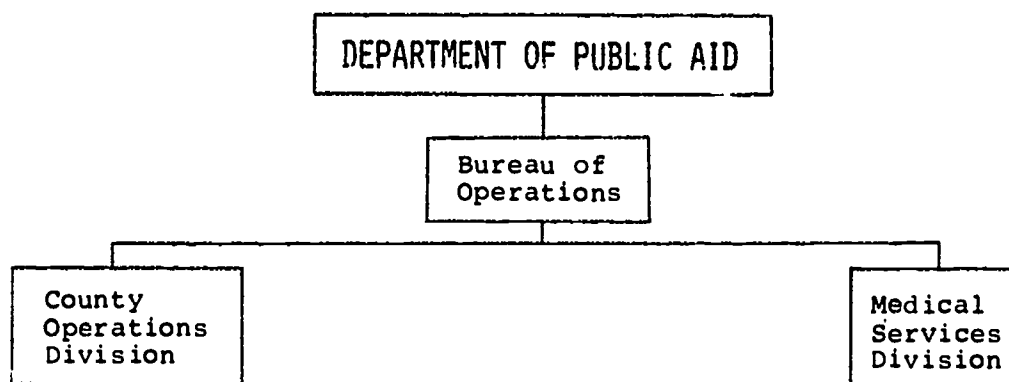 DEPARTMENT OF PUBLIC AID
Bureau of
Operations
County
Operations
Division
Medical
Services
Division